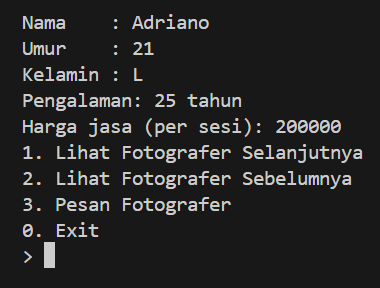 Nama    : Adriano
Umur    : 21
Kelamin : L
Pengalaman: 25 tahun
Harga jasa (per sesi): 200000
1. Lihat Fotografer Selanjutnya
2. Lihat Fotografer Sebelumnya
3. Pesan Fotografer
0. Exit
>